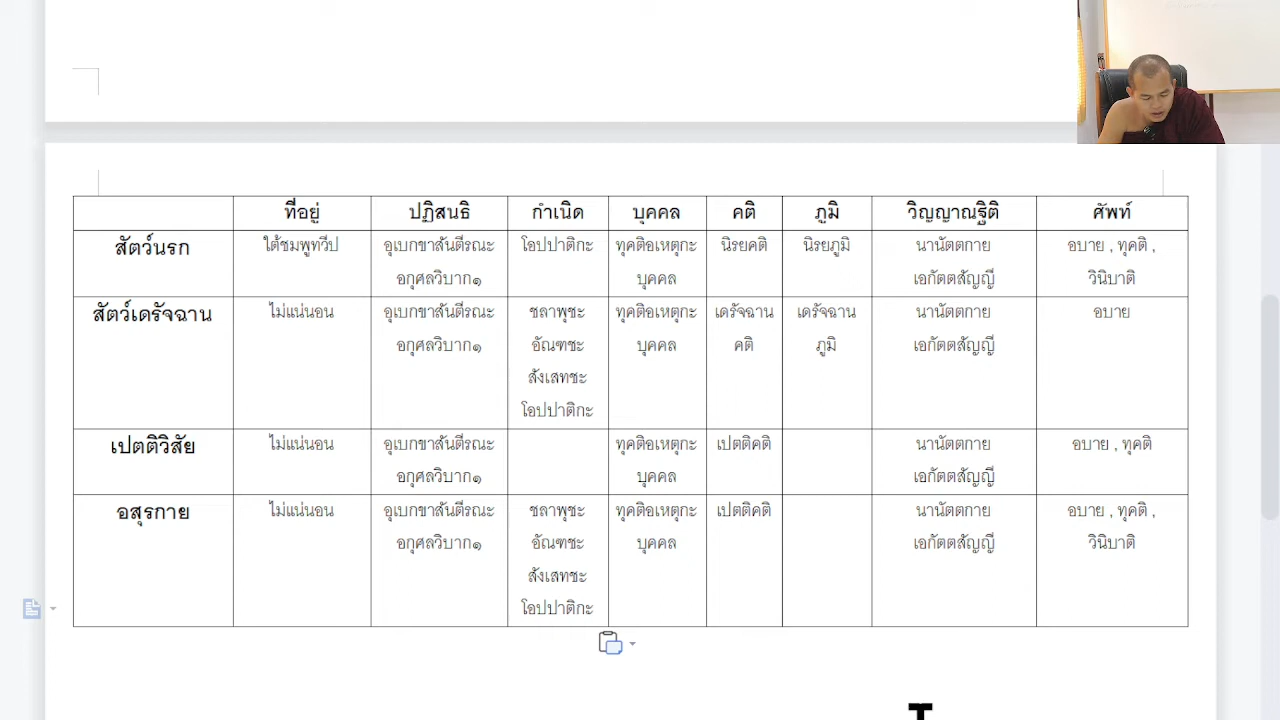 ที่อยู่ ปฏิสนธิ กำเนิด บุคคล คติ ภูมิ วิญญาณฐิติ ศัพท์
สัตว์นรก ใต้ชมพูทวีป อุเบกขาสันตีรณะ โอปปาติกะ ทุคติอเหตุกะ นิรยคติ นิรยภูมิ นานัตตกาย อบาย , ทุคติ ,
อกุศลวิบาก๑ บุคคล เอกัตตสัญญี วินิบาติ
สัตว์เดรัจฉาน ไม่แน่นอน อุเบกขาสันตีรณะ ชลาพุชะ ทุคติอเหตุกะ เดรัจฉาน เดรัจฉาน นานัตตกาย อบาย
อกุศลวิบาก๑ อัณฑชะ บุคคล คติ ภูมิ เอกัตตสัญญี
สังเสทชะ
โอปปาติกะ
เปตติวิสัย ไม่แน่นอน อุเบกขาสันตีรณะ ทุคติอเหตุกะ เปตติคติ นานัตตกาย อบาย , ทุคติ
อกุศลวิบาก๑ บุคคล เอกัตตสัญญี
อสุรกาย ไม่แน่นอน อุเบกขาสันตีรณะ ชลาพุชะ ทุคติอเหตุกะ เปตติคติ นานัตตกาย อบาย , ทุคติ ,
อกุศลวิบาก๑ อัณฑชะ บุคคล เอกัตตสัญญี วินิบาติ
สังเสทชะ
โอปปาติกะ